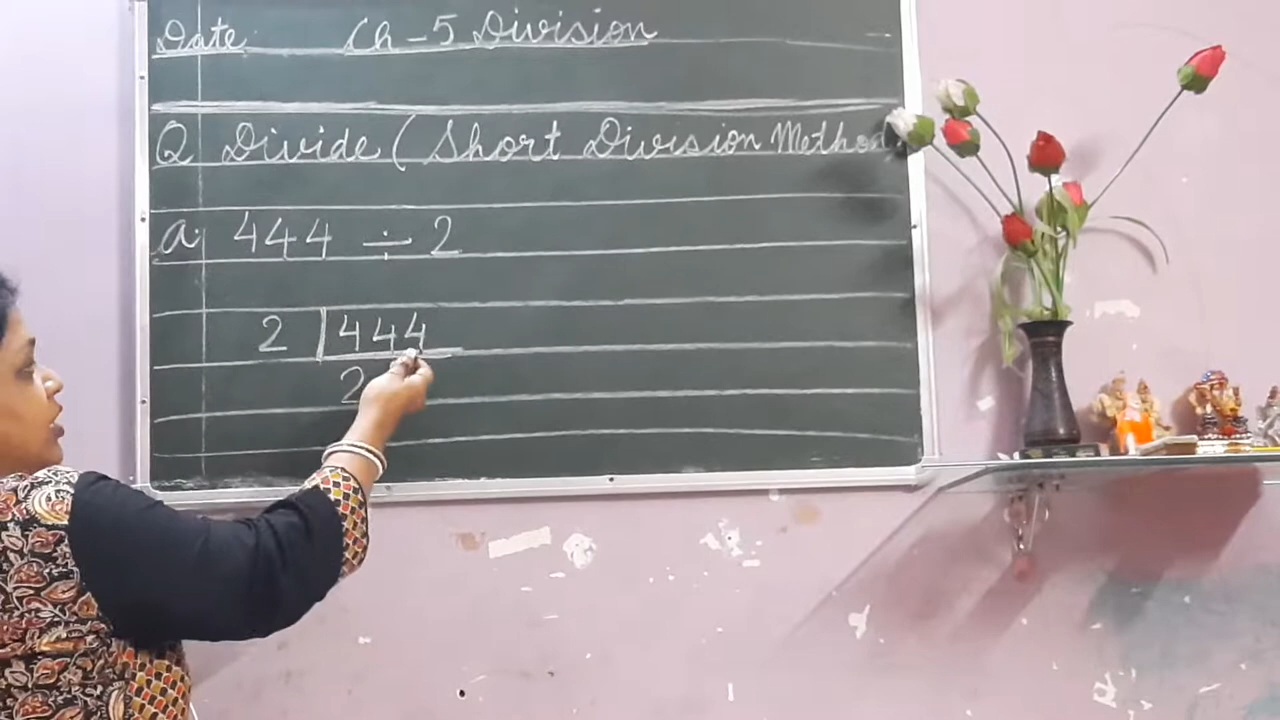 Date Ch-5 Division
Q Divide (Short Division Method
a) 444 ÷ 2
2 | 444
2